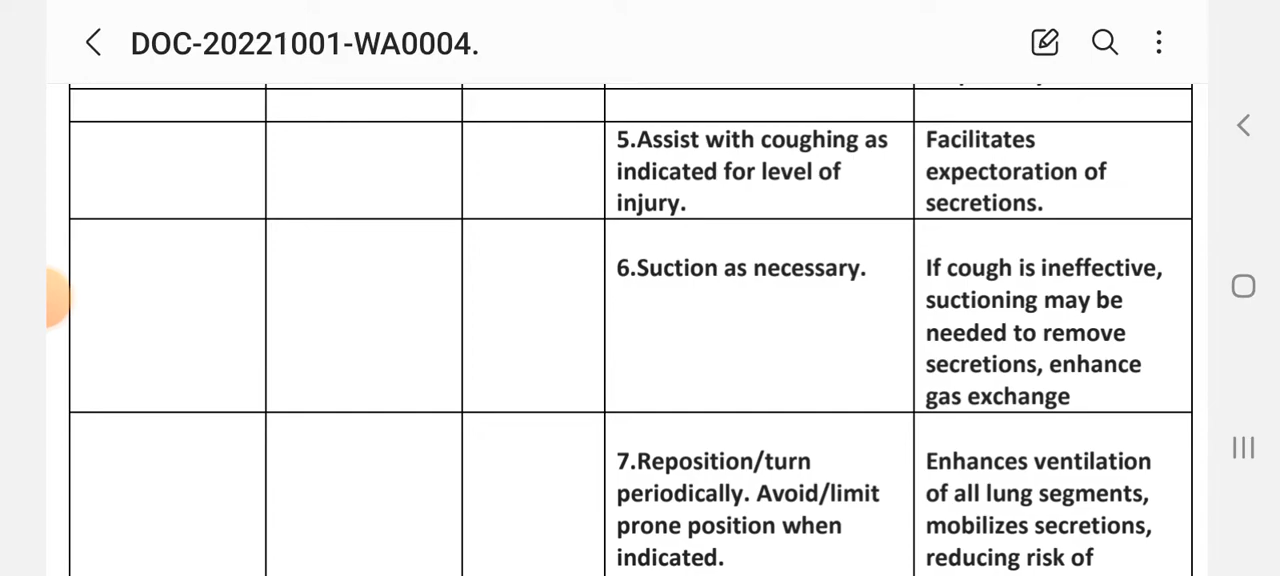 DOC-20221001-WA0004.
5.Assist with coughing as
indicated for level of
injury.
Facilitates
expectoration of
secretions.
6.Suction as necessary.
If cough is ineffective,
suctioning may be
needed to remove
secretions, enhance
gas exchange
7.Reposition/turn
periodically. Avoid/limit
prone position when
indicated.
Enhances ventilation
of all lung segments,
mobilizes secretions,
reducing risk of